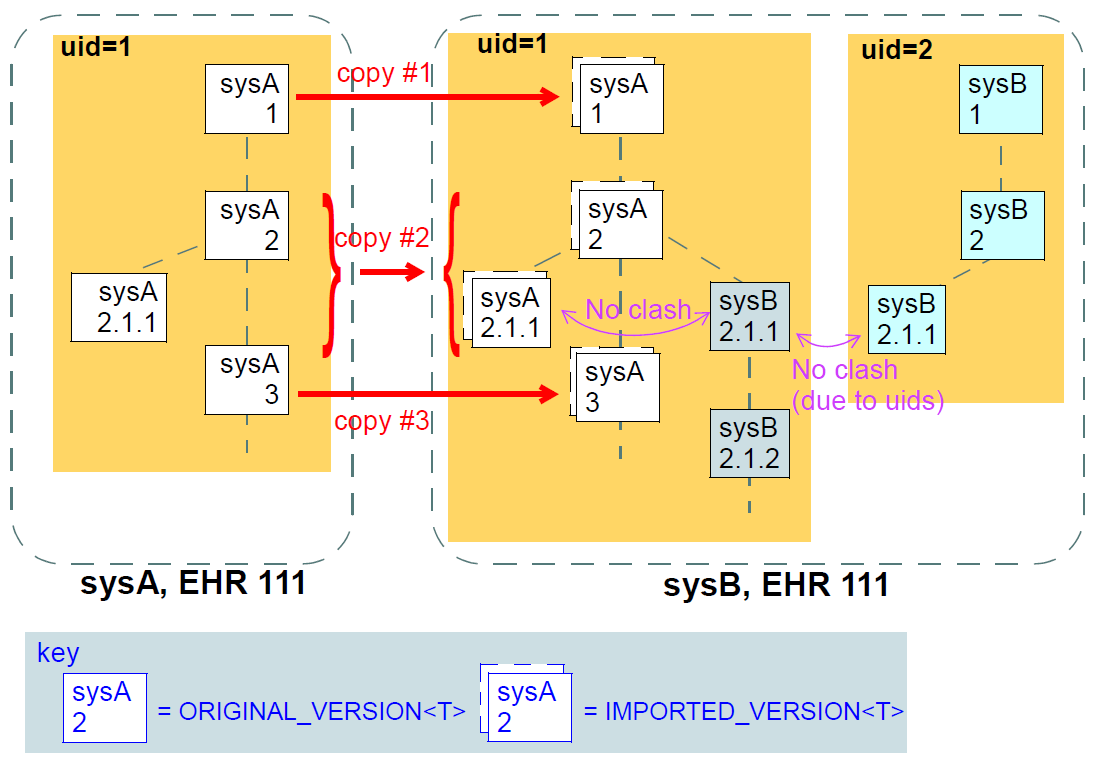 uid=1
sysA
1
copy #1
sysA
2
copy #2
sysA
2.1.1
sysA
3
copy #3
sysA, EHR 111
uid=1
sysA
1
sysA
2
sysA
2.1.1
No clash
sysB
2.1.1
sysA
3
sysB
2.1.2
No clash
(due to uids)
uid=2
sysB
1
sysB
2
sysB
2.1.1
sysB, EHR 111
key
sysA
2
= ORIGINAL_VERSION<T>
sysA
2
= IMPORTED_VERSION<T>